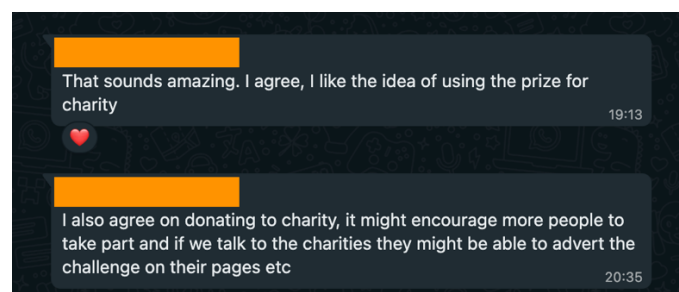 That sounds amazing. I agree, I like the idea of using the prize for
charity
19:13
I also agree on donating to charity, it might encourage more people to
take part and if we talk to the charities they might be able to advert the
challenge on their pages etc
20:35